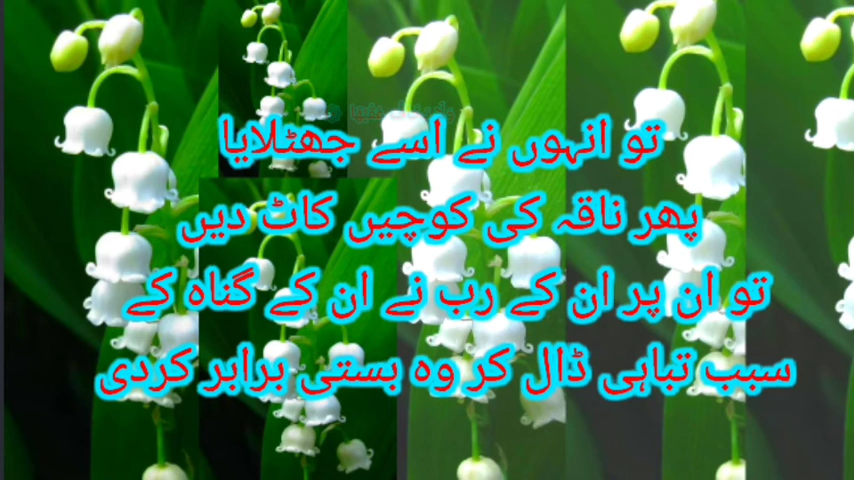 تو انہوں نے اسے جھٹلایا
پھر ناقہ کی کوچیں کاٹ دیں
تو ان پر ان کے رب نے ان کے گناہ کے
سبب تباہی ڈال کر وہ بستی برابر کردی